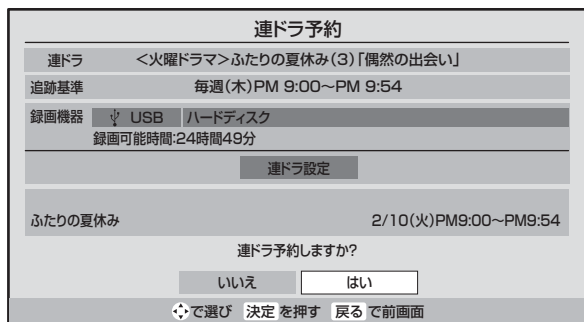 連ドラ予約
連ドラ <火曜ドラマ>ふたりの夏休み(3)「偶然の出会い」
追跡基準 毎週(木)PM 9:00～PM 9:54
録画機器 USB ハードディスク
録画可能時間:24時間49分
連ドラ設定
ふたりの夏休み 2/10(火)PM9:00～PM9:54
連ドラ予約しますか?
いいえ はい
で選び 決定 を押す 戻る で前画面